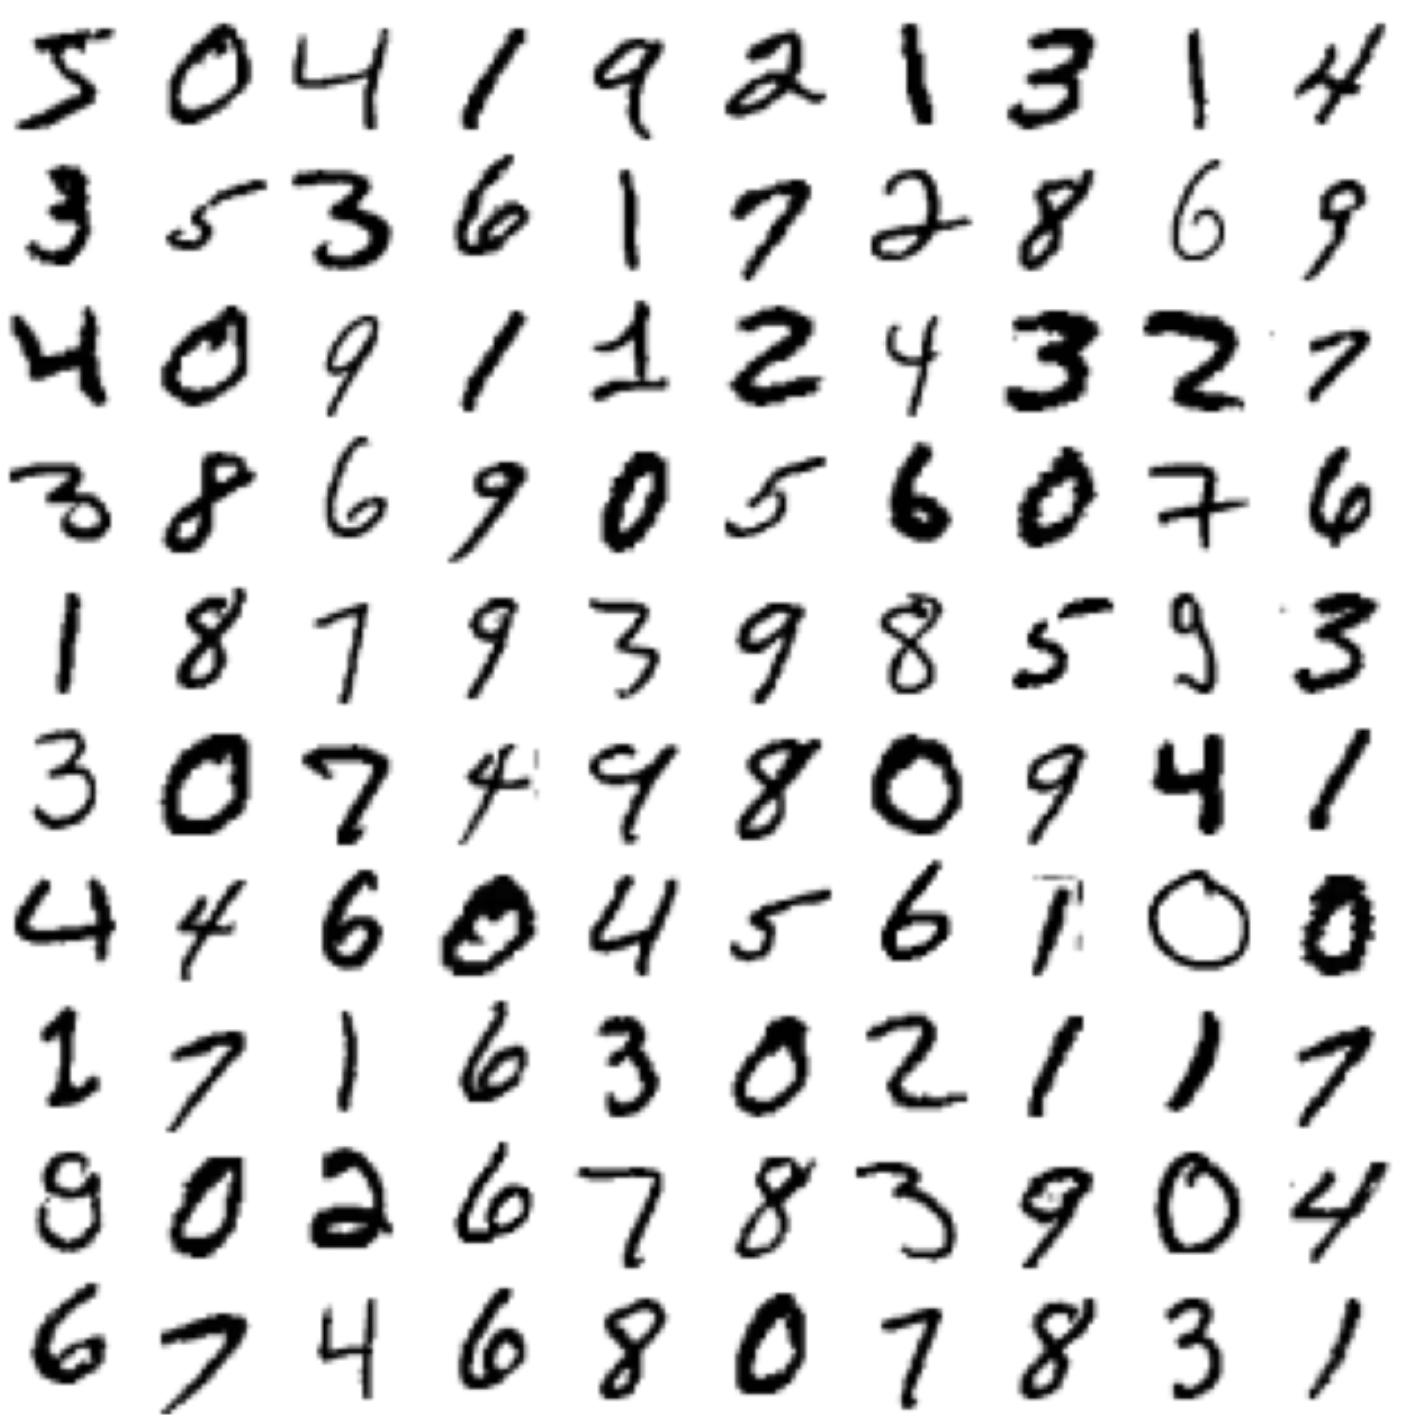 5 0 4 1 9 2 1 3 1 4
3 5 3 6 1 7 2 8 6 9
4 0 9 1 1 2 4 3 2 7
3 8 6 9 0 5 6 0 7 6
1 8 7 9 3 9 8 5 9 3
3 0 7 4 9 8 0 9 4 1
4 4 6 0 4 5 6 1 0 0
1 7 1 6 3 0 2 1 1 7
8 0 2 6 7 8 3 9 0 4
6 7 4 6 8 0 7 8 3 1